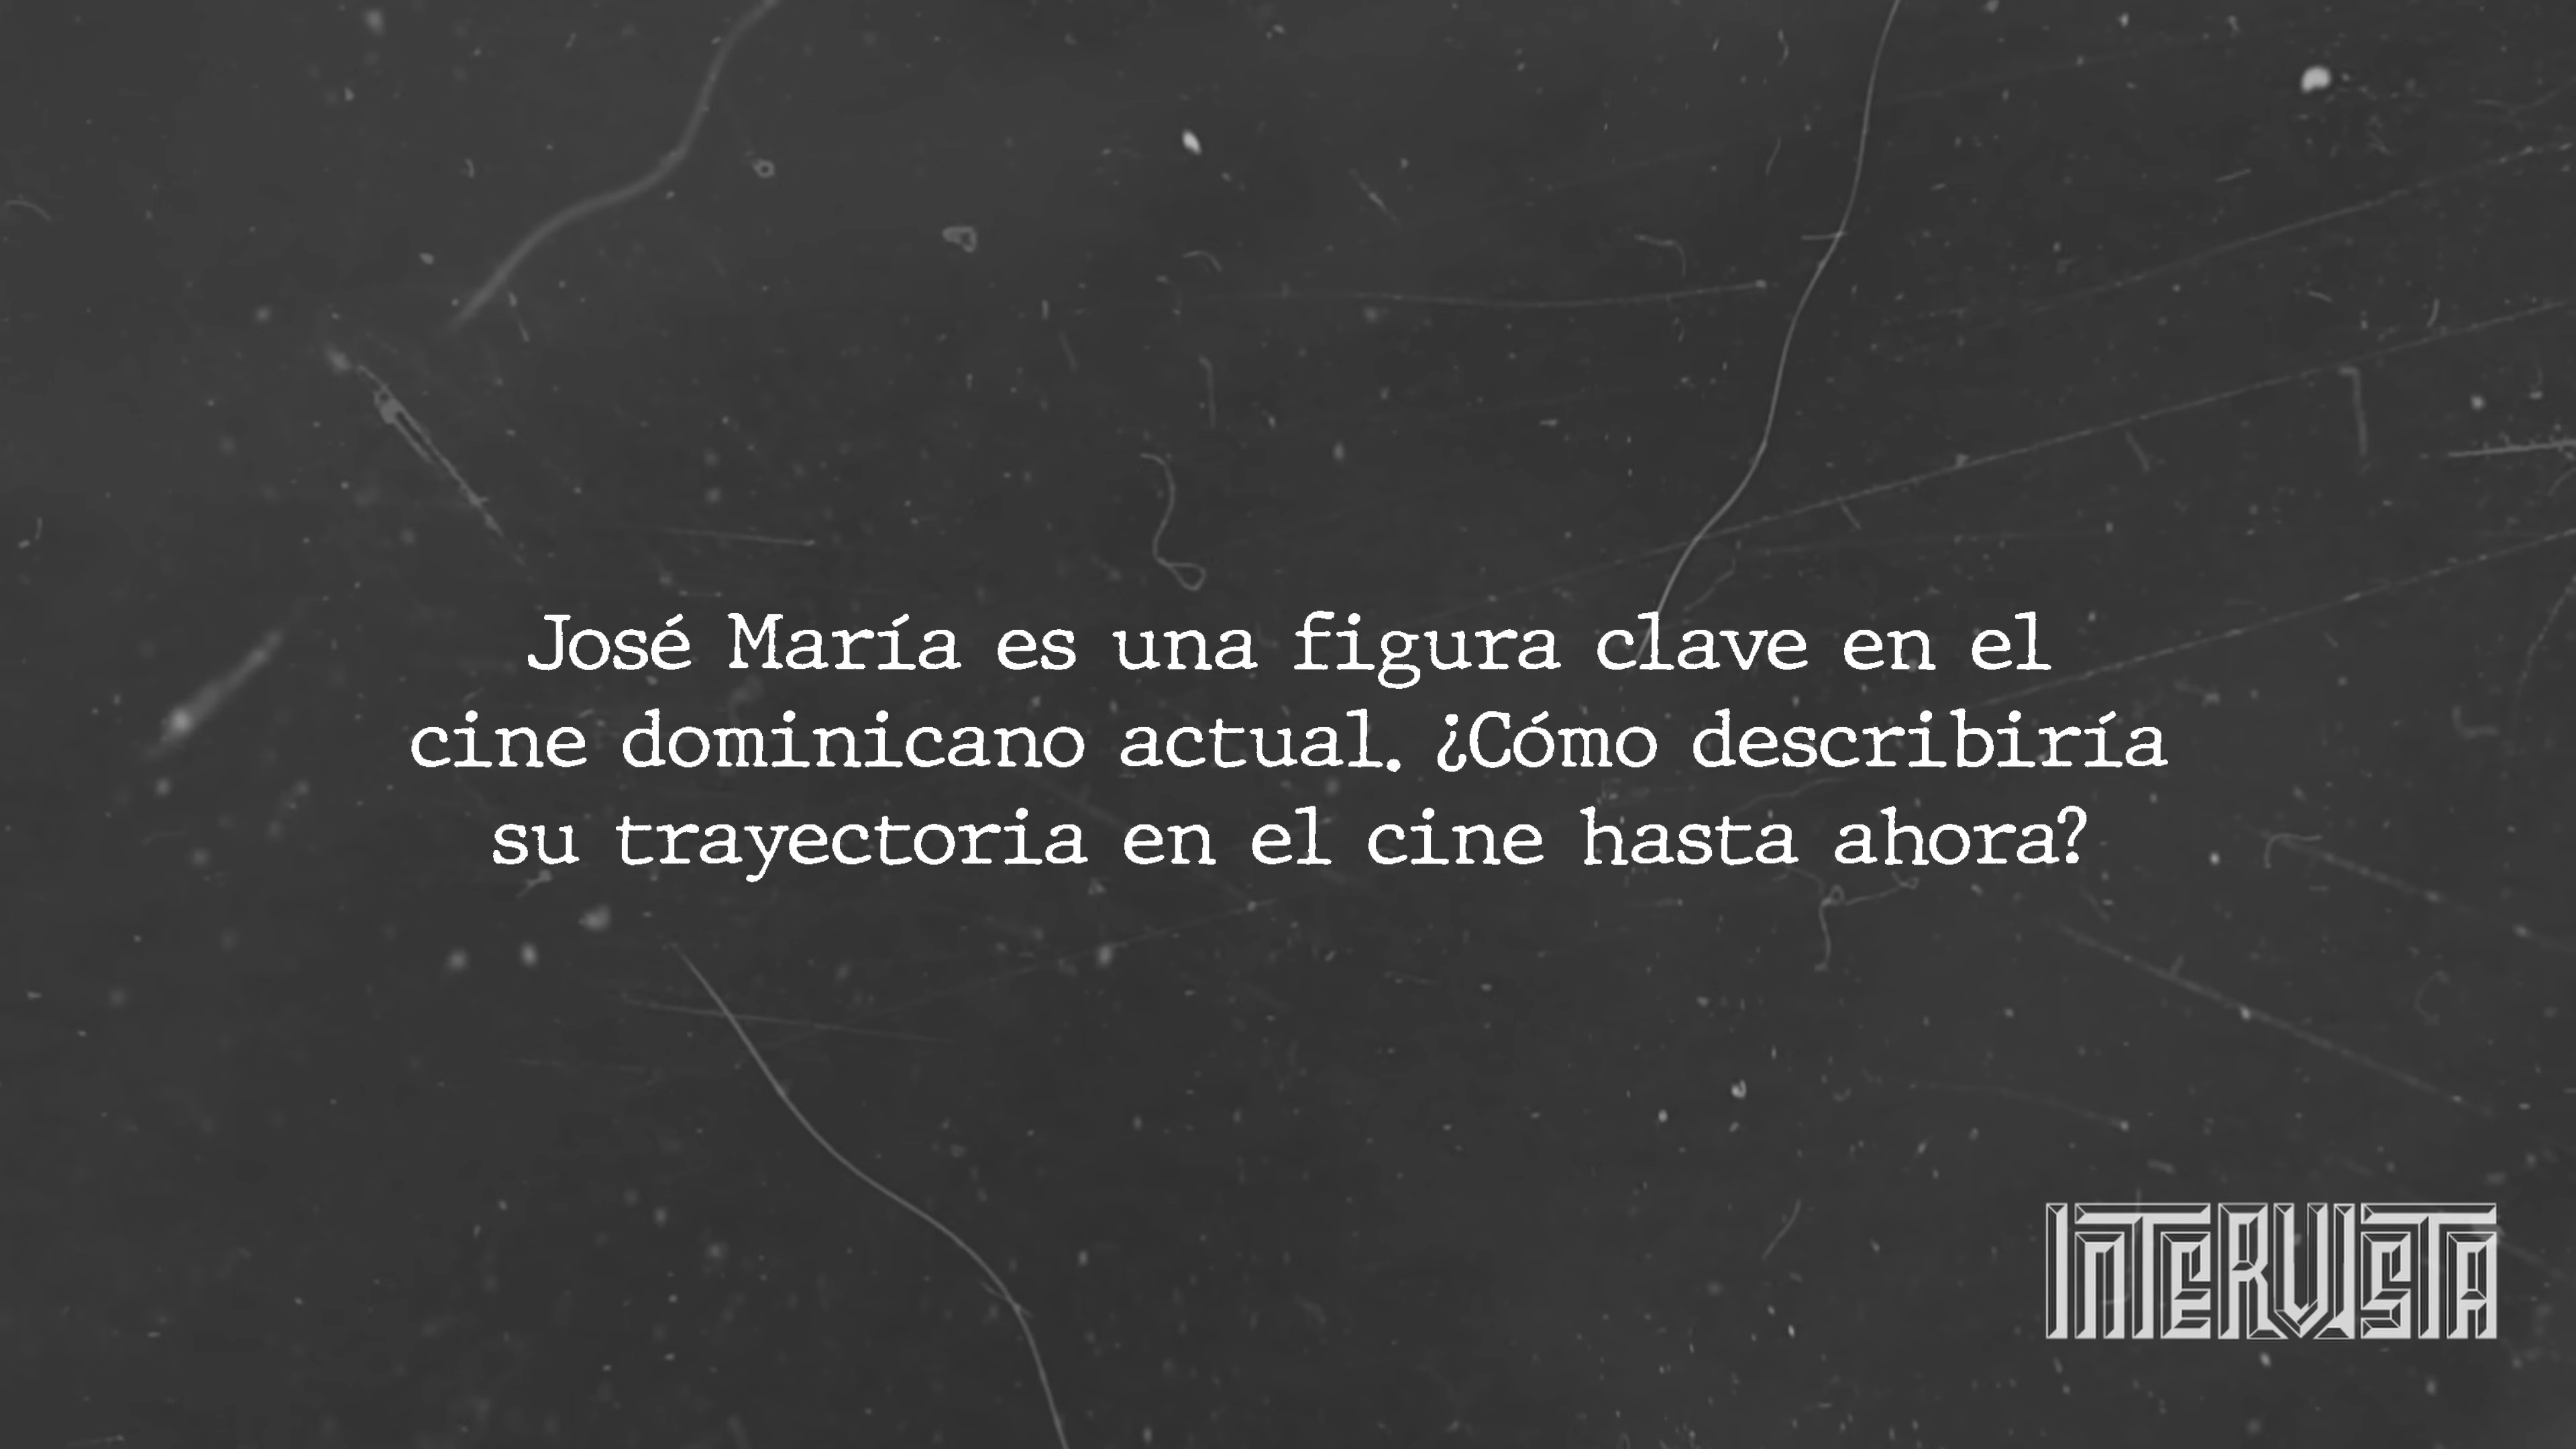 José María es una figura clave en el
cine dominicano actual. ¿Cómo describiría
su trayectoria en el cine hasta ahora?
INTERVISTA